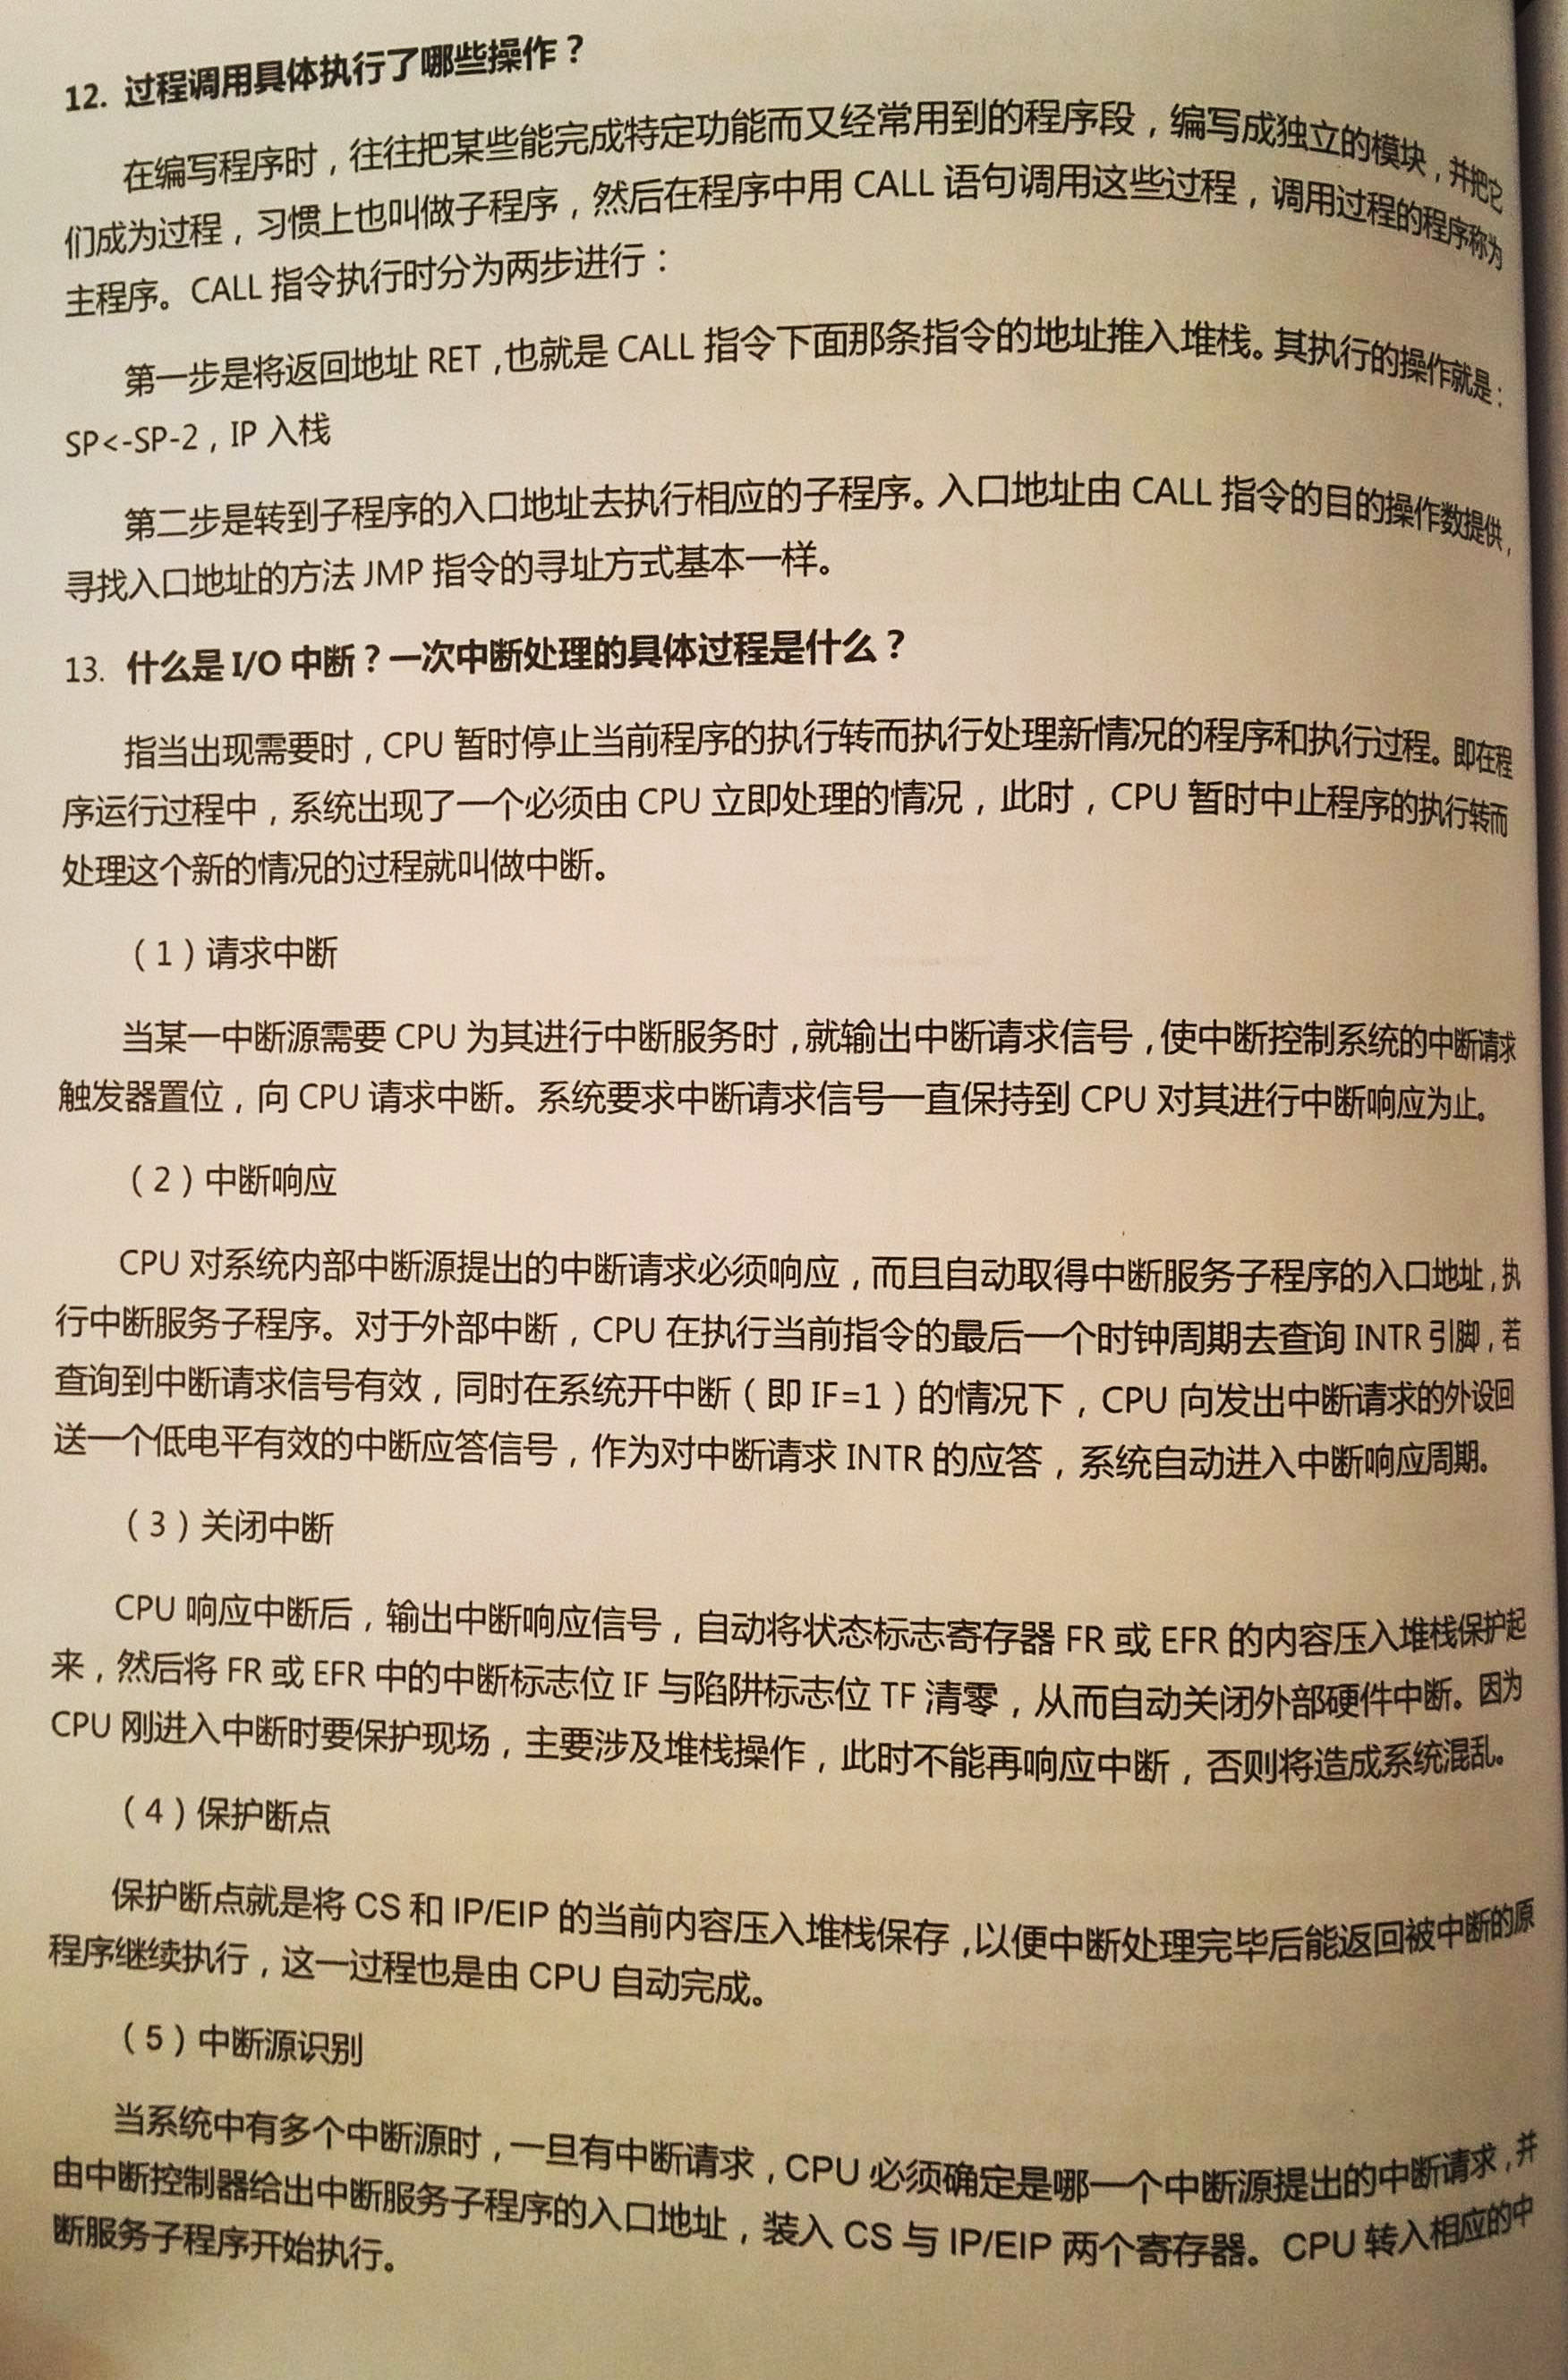 12. 过程调用具体执行了哪些操作？
在编写程序时，往往把某些能完成特定功能而又经常用到的程序段，编写成独立的模块，并把它
们成为过程，习惯上也叫做子程序，然后在程序中用 CALL 语句调用这些过程，调用过程的程序称为
主程序。CALL 指令执行时分为两步进行：
第一步是将返回地址 RET，也就是 CALL 指令下面那条指令的地址推入堆栈。其执行的操作就是：
SP<-SP-2，IP 入栈
第二步是转到子程序的入口地址去执行相应的子程序。入口地址由 CALL 指令的目的操作数提供，
寻找入口地址的方法 JMP 指令的寻址方式基本一样。
13. 什么是 I/O 中断？一次中断处理的具体过程是什么？
指当出现需要时，CPU 暂时停止当前程序的执行转而执行处理新情况的程序和执行过程。即在程
序运行过程中，系统出现了一个必须由 CPU 立即处理的情况，此时，CPU 暂时中止程序的执行转而
处理这个新的情况的过程就叫做中断。
（1）请求中断
当某一中断源需要 CPU 为其进行中断服务时，就输出中断请求信号，使中断控制系统的中断请求
触发器置位，向 CPU 请求中断。系统要求中断请求信号一直保持到 CPU 对其进行中断响应为止。
（2）中断响应
CPU 对系统内部中断源提出的中断请求必须响应，而且自动取得中断服务子程序的入口地址，执
行中断服务子程序。对于外部中断，CPU 在执行当前指令的最后一个时钟周期去查询 INTR 引脚，若
查询到中断请求信号有效，同时在系统开中断（即 IF=1）的情况下，CPU 向发出中断请求的外设回
送一个低电平有效的中断应答信号，作为对中断请求 INTR 的应答，系统自动进入中断响应周期。
（3）关闭中断
CPU 响应中断后，输出中断响应信号，自动将状态标志寄存器 FR 或 EFR 的内容压入堆栈保护起
来，然后将 FR 或 EFR 中的中断标志位 IF 与陷阱标志位 TF 清零，从而自动关闭外部硬件中断。因为
CPU 刚进入中断时要保护现场，主要涉及堆栈操作，此时不能再响应中断，否则将造成系统混乱。
（4）保护断点
保护断点就是将 CS 和 IP/EIP 的当前内容压入堆栈保存，以便中断处理完毕后能返回被中断的原
程序继续执行，这一过程也是由 CPU 自动完成。
（5）中断源识别
当系统中有多个中断源时，一旦有中断请求，CPU 必须确定是哪一个中断源提出的中断请求，并
由中断控制器给出中断服务子程序的入口地址，装入 CS 与 IP/EIP 两个寄存器。CPU 转入相应的中
断服务子程序开始执行。